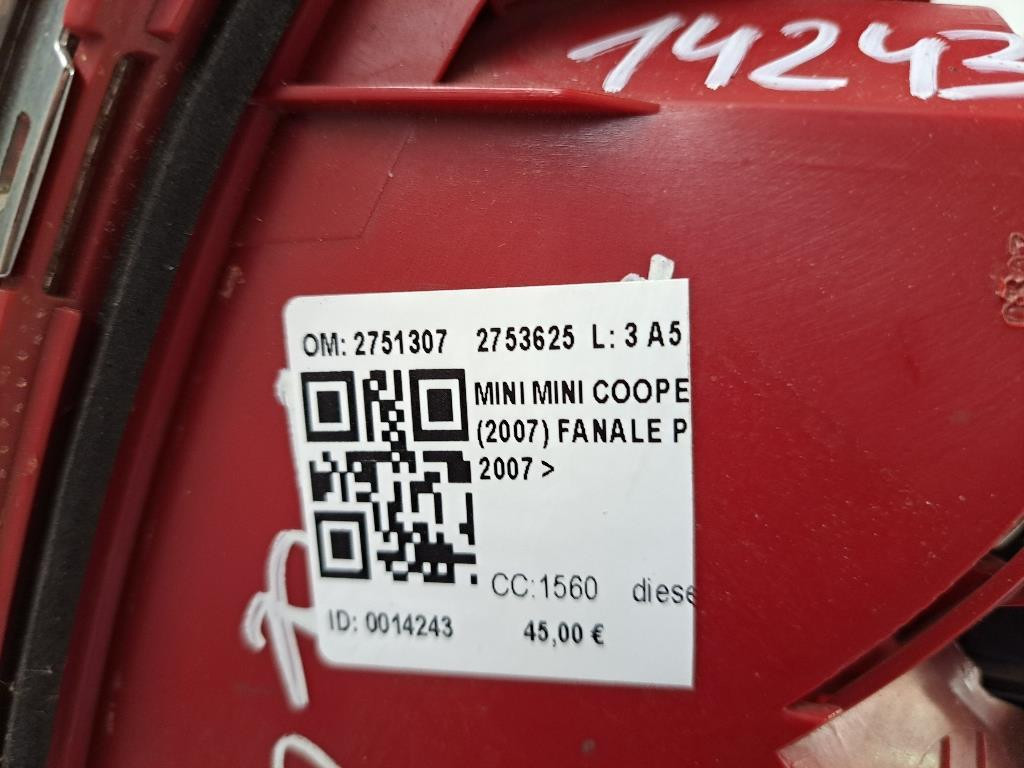 14243
OM: 2751307 2753625 L: 3 A5
MINI MINI COOPE
(2007) FANALE P
2007 >
CC:1560 diese
ID: 0014243 45,00 €